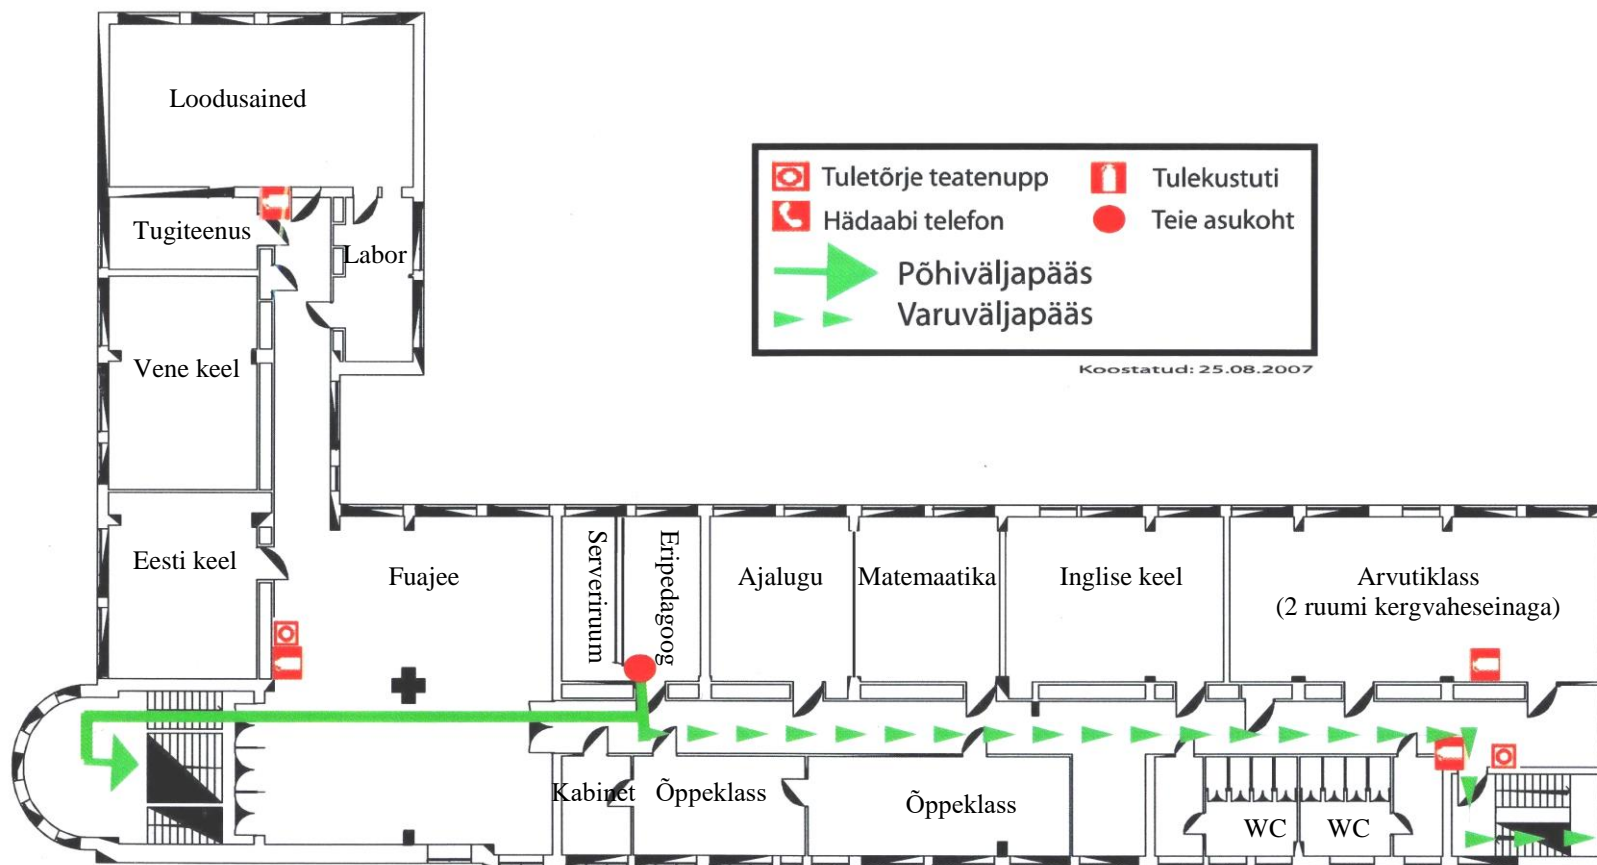 Loodusained
Tugiteenus
Labor
Vene keel
Eesti keel
Fuajee
Tuletõrje teatenupp
Tulekustuti
Hädaabi telefon
Teie asukoht
Põhiväljapääs
Varuväljapääs
Koostatud: 25.08.2007
Serveriruum
Eripedagoog
Ajalugu
Matemaatika
Inglise keel
Arvutiklass
(2 ruumi kergvaheseinaga)
Kabinet
Õppeklass
Õppeklass
WC
WC